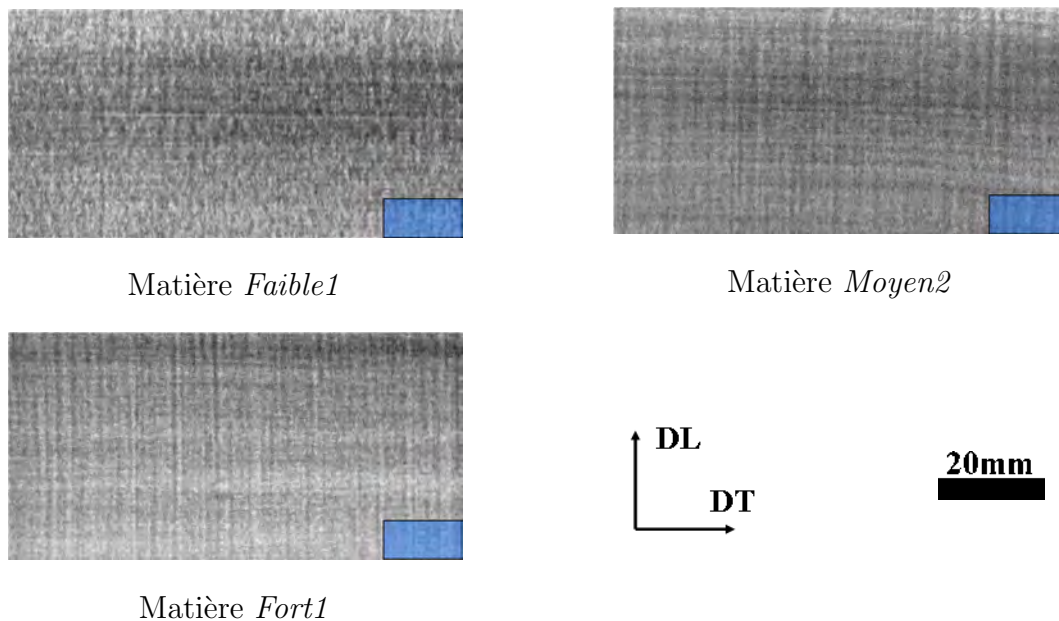 Matière Faible1
Matière Moyen2
Matière Fort1
DL
DT
20mm